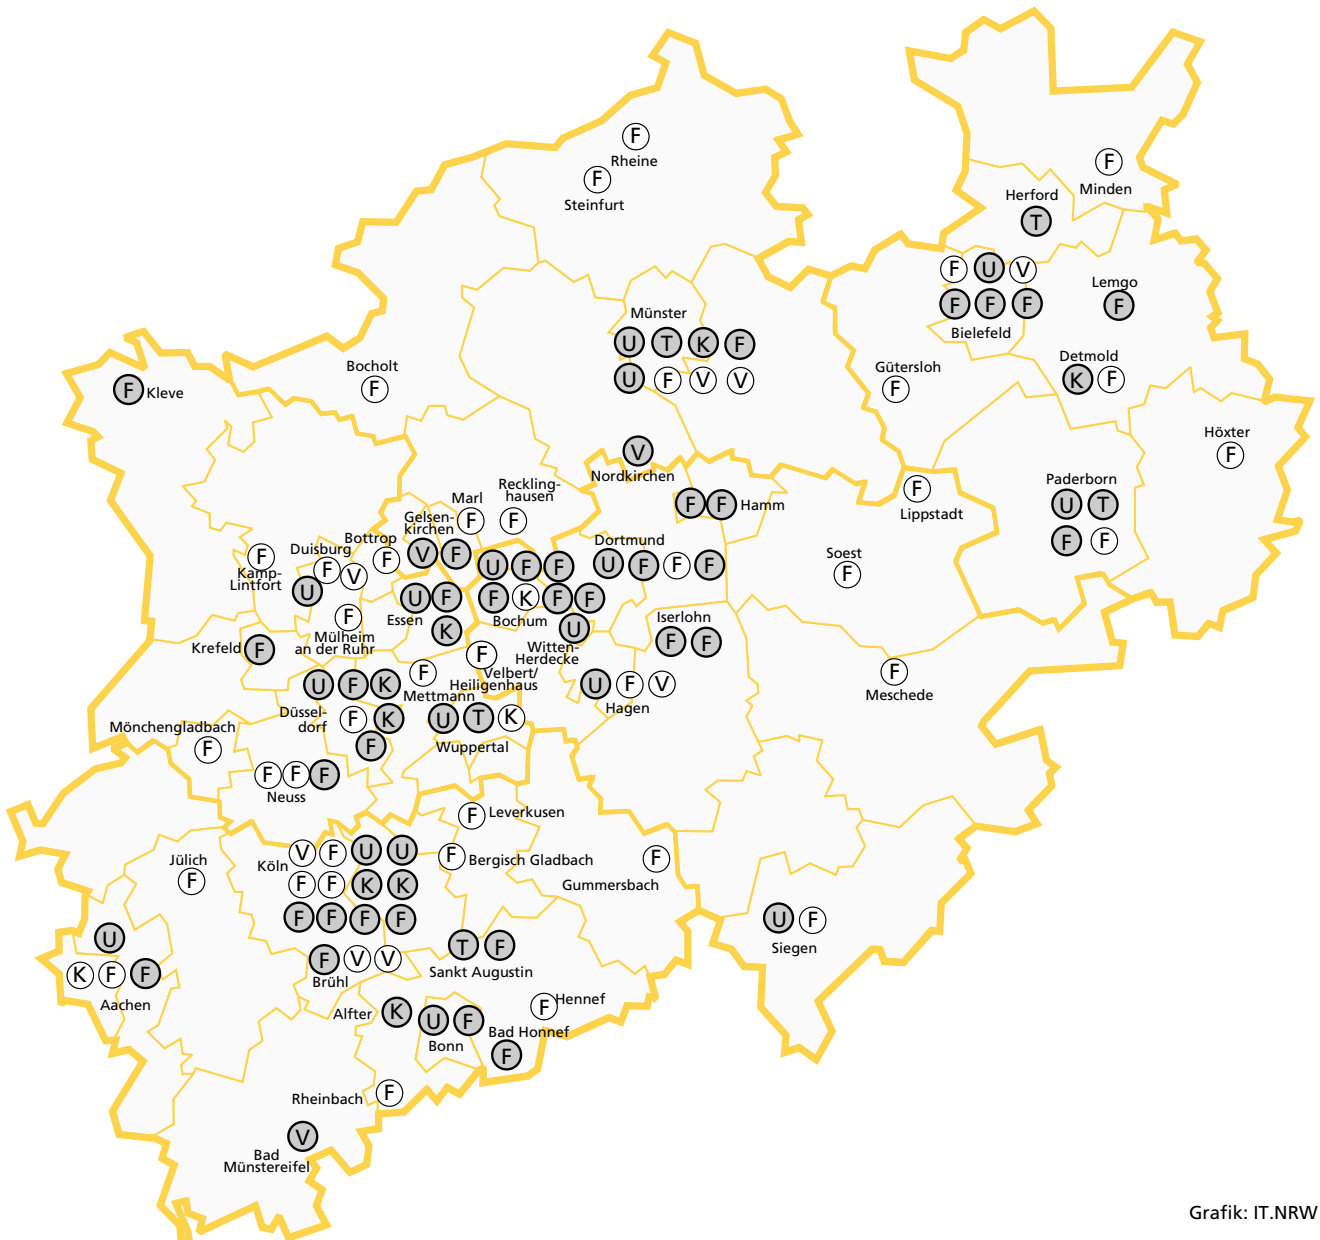 F
Rheine
F
Steinfurt
F
Minden
Herford
T
F U V
F F F
Bielefeld
Lemgo
F
Münster
U T K F
U F V V
Bocholt
F
F Kleve
Gütersloh
F
Detmold
K F
Höxter
F
V
Nordkirchen
F F Hamm
F
Lippstadt
Paderborn
U T
F F
Marl
F
Reckling-
hausen
F
Gelsen-
kirchen
V F
Bottrop
F
Duisburg
F V
U
F
Kamp-
Lintfort
F
Mülheim
an der Ruhr
U F
Essen
K
U F F
F K F F
Bochum
U
Witten-
Herdecke
Dortmund
U F F F
Soest
F
Iserlohn
F F
Krefeld F
F
Velbert/
Heiligenhaus
F
Mettmann
U F V
Hagen
F
Meschede
U F K
Düssel-
dorf
F K
F
U T K
Wuppertal
Mönchengladbach
F
F F F
Neuss
F Leverkusen
Köln
V F U U
F F K K
F F F F
F Bergisch Gladbach
F
Gummersbach
Jülich
F
U
K F F
Aachen
F V V
Brühl
T F
Sankt Augustin
U F
Siegen
Alfter K
U F
Bonn
F Hennef
Bad Honnef
F
Rheinbach F
V
Bad
Münstereifel
Grafik: IT.NRW